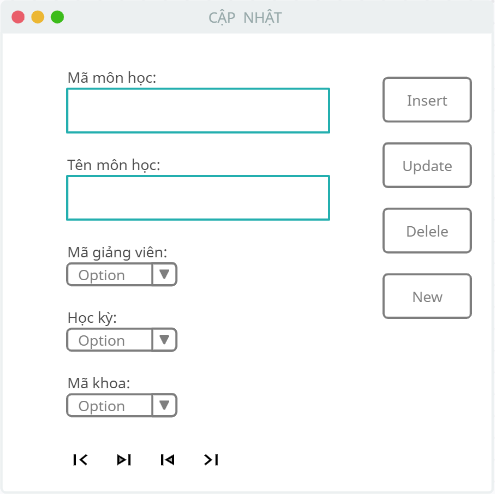 CẬP NHẬT
Mã môn học:
Insert
Tên môn học:
Update
Delele
Mã giảng viên:
Option
New
Học kỳ:
Option
Mã khoa:
Option